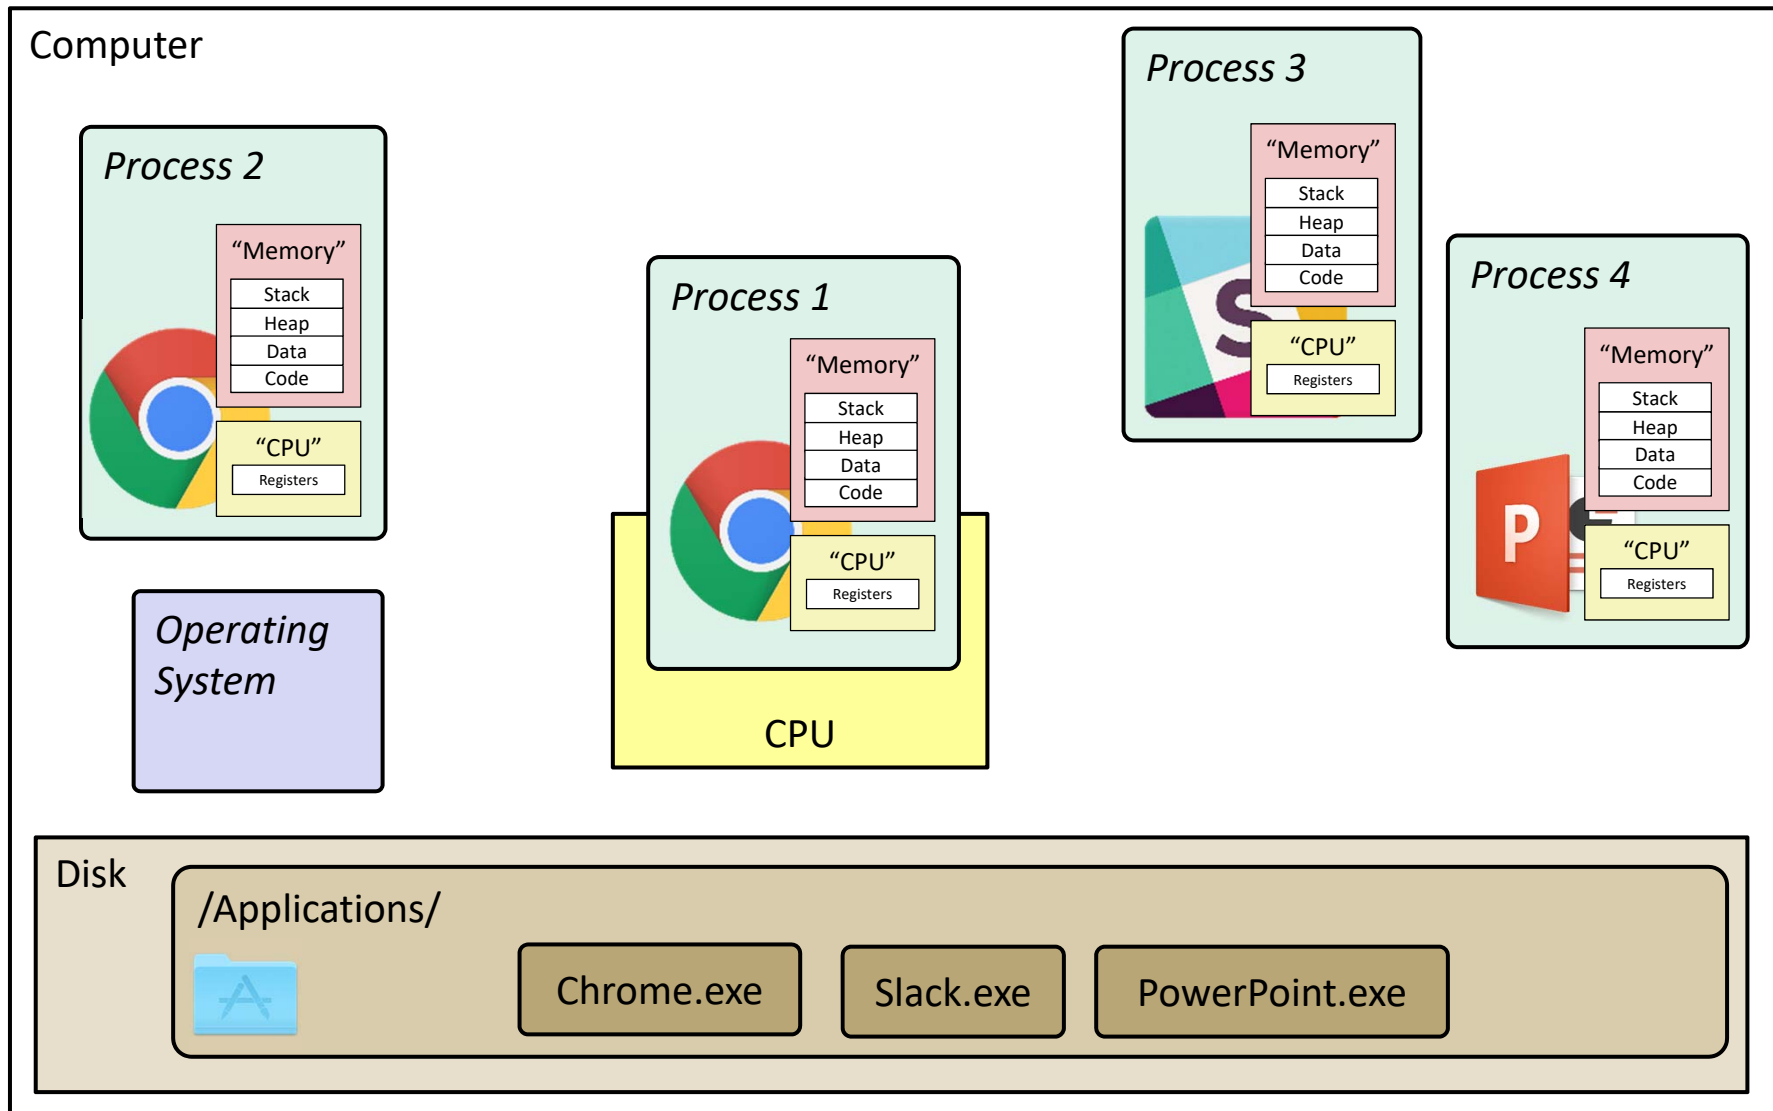 Computer
Process 2
“Memory”
Stack
Heap
Data
Code
“CPU”
Registers
Process 1
“Memory”
Stack
Heap
Data
Code
“CPU”
Registers
Process 3
“Memory”
Stack
Heap
Data
Code
“CPU”
Registers
S
Process 4
“Memory”
Stack
Heap
Data
Code
“CPU”
Registers
P
Operating
System
CPU
Disk
/Applications/
Chrome.exe
Slack.exe
PowerPoint.exe